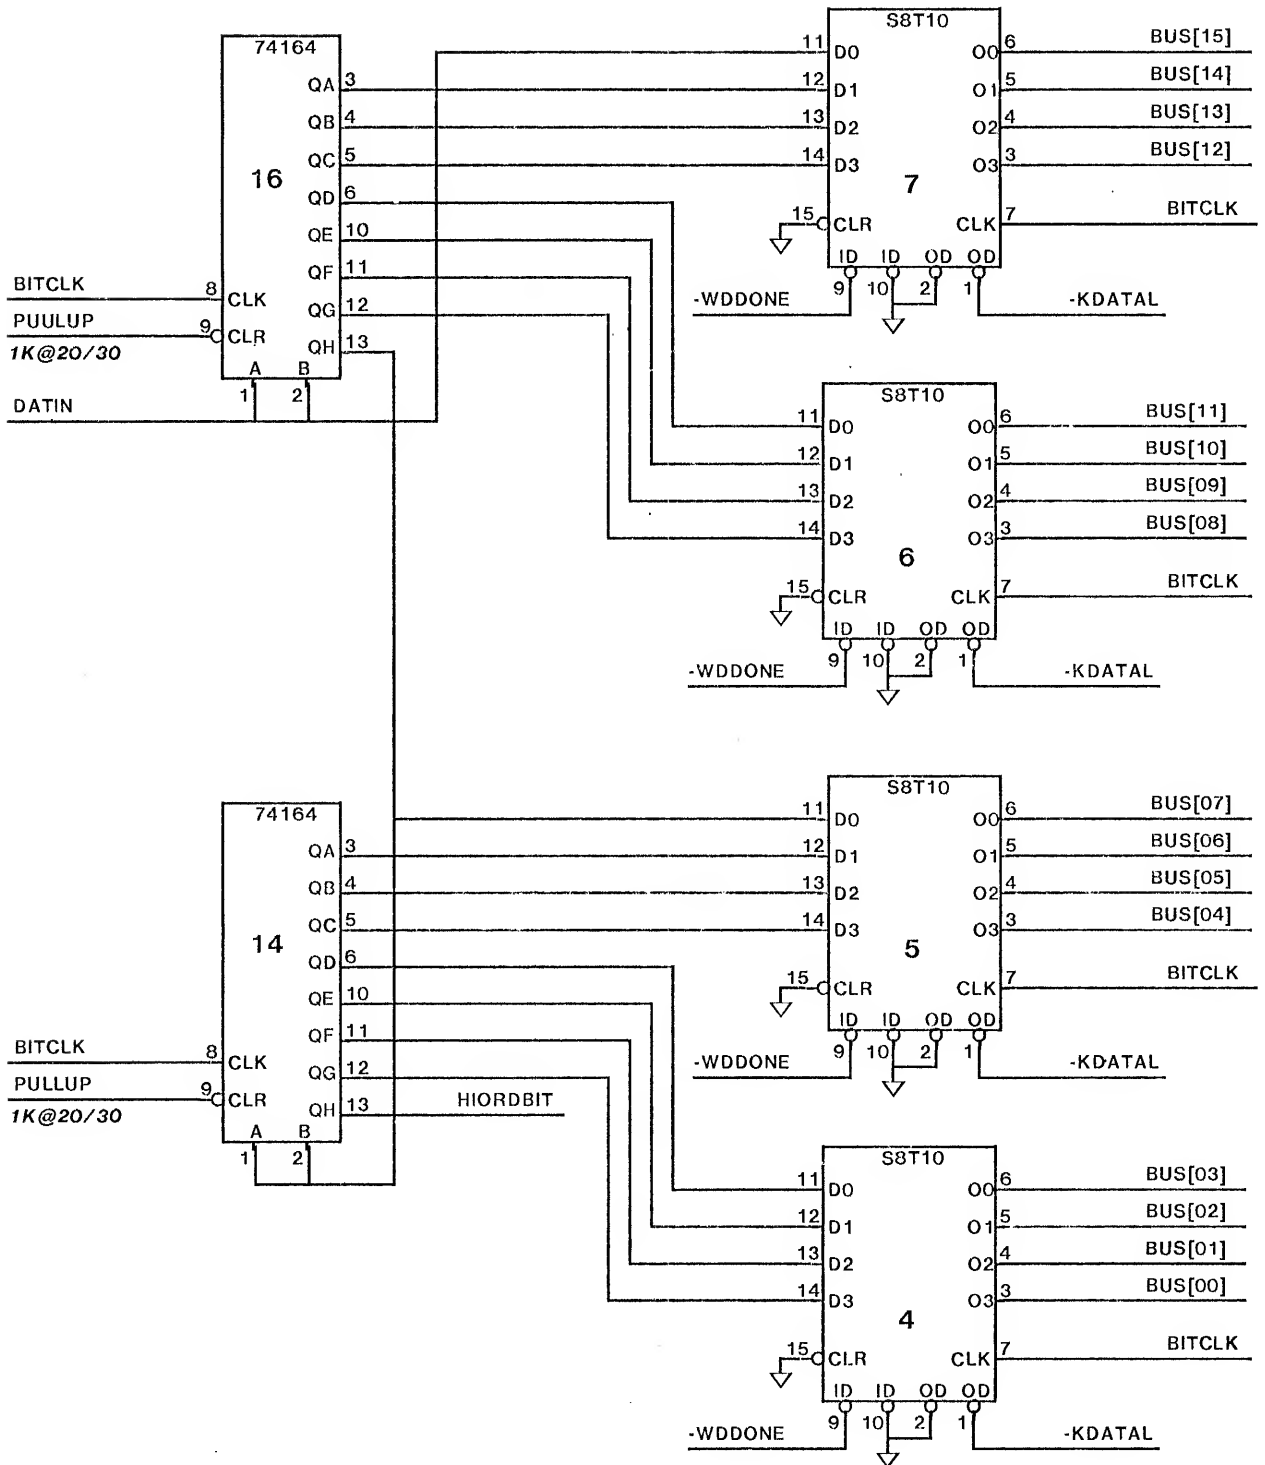 74164
QA 3
QB 4
QC 5
QD 6
QE 10
QF 11
QG 12
QH 13
16
BITCLK 8 CLK
PUULUP 9 CLR
1K@20/30
A B
1 2
DATIN
S8T10
11 D0 O0 6 BUS[15]
12 D1 O1 5 BUS[14]
13 D2 O2 4 BUS[13]
14 D3 O3 3 BUS[12]
7
15 CLR CLK 7 BITCLK
ID ID OD OD
9 10 2 1
-WDDONE -KDATAL
S8T10
11 D0 O0 6 BUS[11]
12 D1 O1 5 BUS[10]
13 D2 O2 4 BUS[09]
14 D3 O3 3 BUS[08]
6
15 CLR CLK 7 BITCLK
ID ID OD OD
9 10 2 1
-WDDONE -KDATAL
74164
QA 3
QB 4
QC 5
QD 6
QE 10
QF 11
QG 12
QH 13 HIORDBIT
14
BITCLK 8 CLK
PULLUP 9 CLR
1K@20/30
A B
1 2
S8T10
11 D0 O0 6 BUS[07]
12 D1 O1 5 BUS[06]
13 D2 O2 4 BUS[05]
14 D3 O3 3 BUS[04]
5
15 CLR CLK 7 BITCLK
ID ID OD OD
9 10 2 1
-WDDONE -KDATAL
S8T10
11 D0 O0 6 BUS[03]
12 D1 O1 5 BUS[02]
13 D2 O2 4 BUS[01]
14 D3 O3 3 BUS[00]
4
15 CLR CLK 7 BITCLK
ID ID OD OD
9 10 2 1
-WDDONE -KDATAL